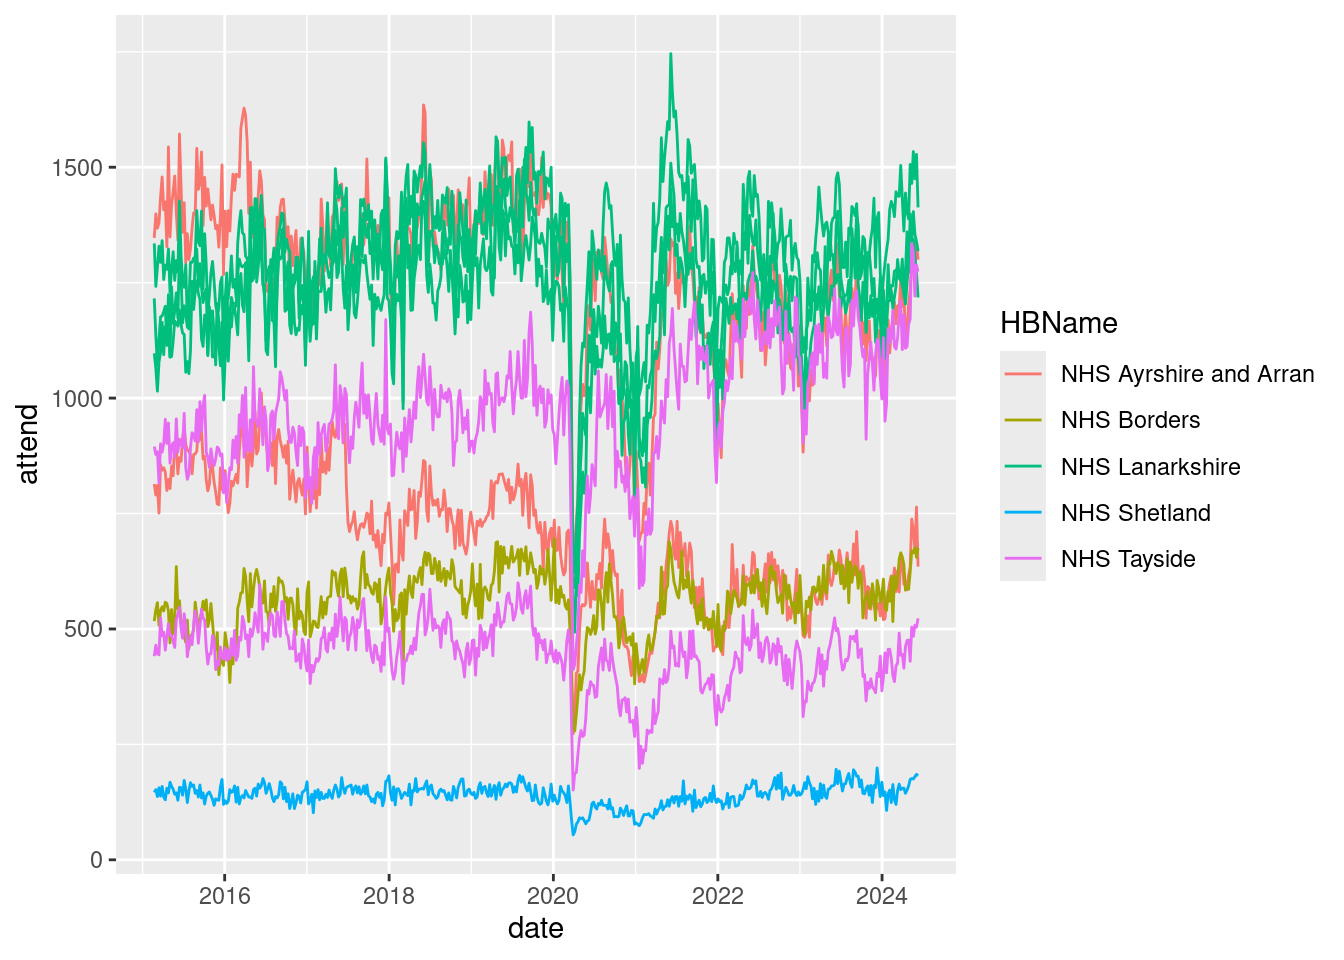 1500
1000
500
0
attend
2016
2018
2020
2022
2024
date
HBName
NHS Ayrshire and Arran
NHS Borders
NHS Lanarkshire
NHS Shetland
NHS Tayside